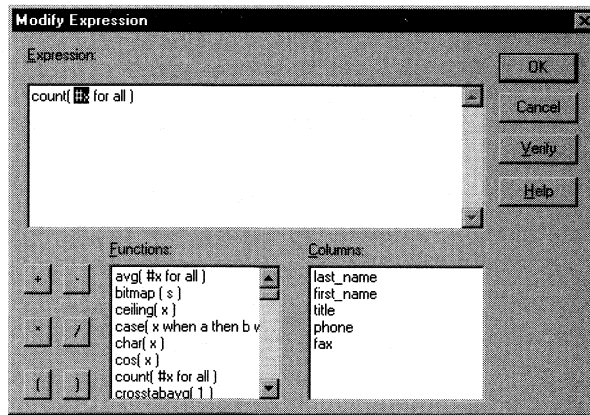 Modify Expression
Expression:
count( #x for all )
OK
Cancel
Verify
Help
Functions:
Columns:
+ -
* /
( )
avg( #x for all )
bitmap ( s )
ceiling( x )
case( x when a then b w
char( x )
cos( x )
count( #x for all )
crosstabavg( 1 )
last_name
first_name
title
phone
fax